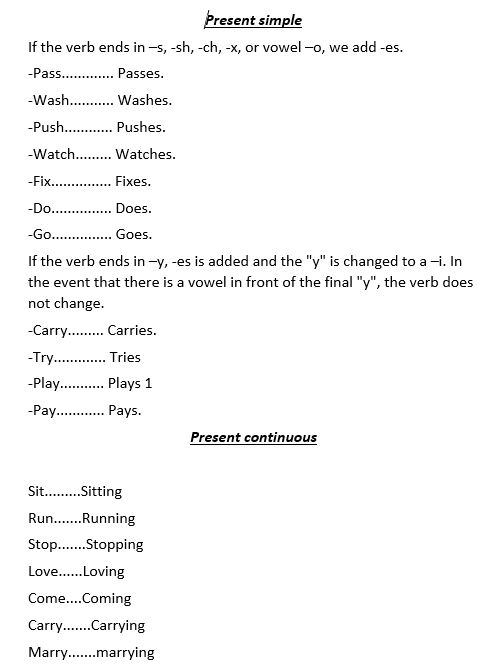 Present simple
If the verb ends in –s, -sh, -ch, -x, or vowel –o, we add -es.
-Pass............. Passes.
-Wash........... Washes.
-Push............ Pushes.
-Watch......... Watches.
-Fix............... Fixes.
-Do............... Does.
-Go............... Goes.
If the verb ends in –y, -es is added and the "y" is changed to a –i. In
the event that there is a vowel in front of the final "y", the verb does
not change.
-Carry......... Carries.
-Try............. Tries
-Play........... Plays 1
-Pay............ Pays.
Present continuous
Sit.........Sitting
Run.......Running
Stop.......Stopping
Love......Loving
Come....Coming
Carry.......Carrying
Marry.......marrying